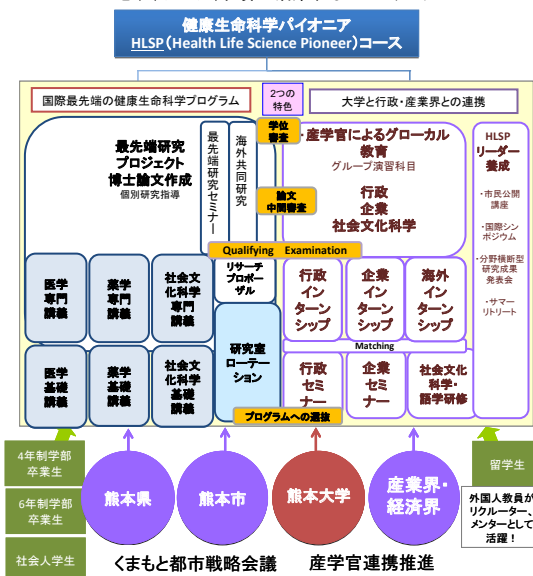 健康生命科学パイオニア
HLSP(Health Life Science Pioneer)コース
国際最先端の健康生命科学プログラム
2つの
特色
大学と行政・産業界との連携
最先端研究
プロジェクト
博士論文作成
個別研究指導
最先端研究セミナー
海外共同研究
学位
審査
・産学官によるグローカル
教育
グループ演習科目
行政
企業
社会文化科学
論文
中間審査
HLSP
リーダー
養成
・市民公開
講座
・国際シン
ポジウム
・分野横断型
研究成果
発表会
・サマー
リトリート
Qualifying Examination
医学
専門
講義
薬学
専門
講義
社会文
化科学
専門
講義
リサーチ
プロポー
ザル
行政
イン
ターン
シップ
企業
イン
ターン
シップ
海外
イン
ターン
シップ
Matching
医学
基礎
講義
薬学
基礎
講義
社会文
化科学
基礎
講義
研究室
ローテー
ション
行政
セミ
ナー
企業
セミ
ナー
社会文化
科学・
語学研修
プログラムへの選抜
4年制学部
卒業生
6年制学部
卒業生
社会人学生
熊本県
熊本市
熊本大学
産業界・
経済界
留学生
外国人教員が
リクルーター、
メンターとして
活躍！
くまもと都市戦略会議
産学官連携推進